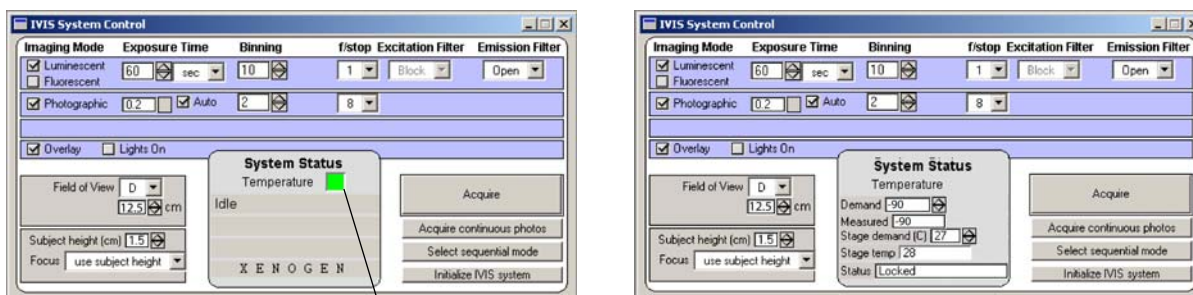 IVIS System Control
Imaging Mode Exposure Time Binning f/stop Excitation Filter Emission Filter
Luminescent 60 sec 10 1 Block Open
Fluorescent
Photographic 0.2 Auto 2 8
Overlay Lights On
System Status
Temperature
Idle
XENOGEN
Field of View D
12.5 cm
Subject height (cm) 1.5
Focus use subject height
Acquire
Acquire continuous photos
Select sequential mode
Initialize IVIS system
IVIS System Control
Imaging Mode Exposure Time Binning f/stop Excitation Filter Emission Filter
Luminescent 60 sec 10 1 Block Open
Fluorescent
Photographic 0.2 Auto 2 8
Overlay Lights On
System Status
Temperature
Demand -90
Measured -90
Stage demand (C) 27
Stage temp 28
Status Locked
Field of View D
12.5 cm
Subject height (cm) 1.5
Focus use subject height
Acquire
Acquire continuous photos
Select sequential mode
Initialize IVIS system